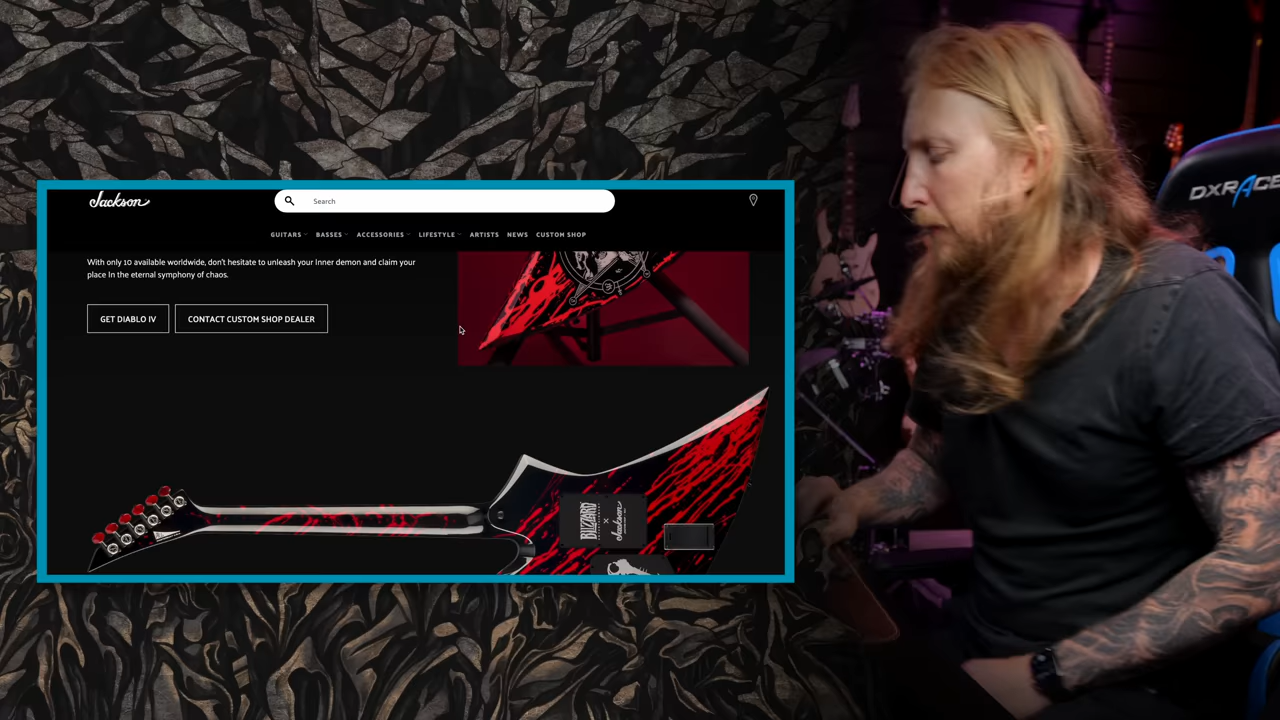 Jackson
Search
GUITARS BASSES ACCESSORIES LIFESTYLE ARTISTS NEWS CUSTOM SHOP
With only 10 available worldwide, don't hesitate to unleash your Inner demon and claim your
place In the eternal symphony of chaos.
GET DIABLO IV
CONTACT CUSTOM SHOP DEALER
BLIZZARD
X
Jackson
DXRACE